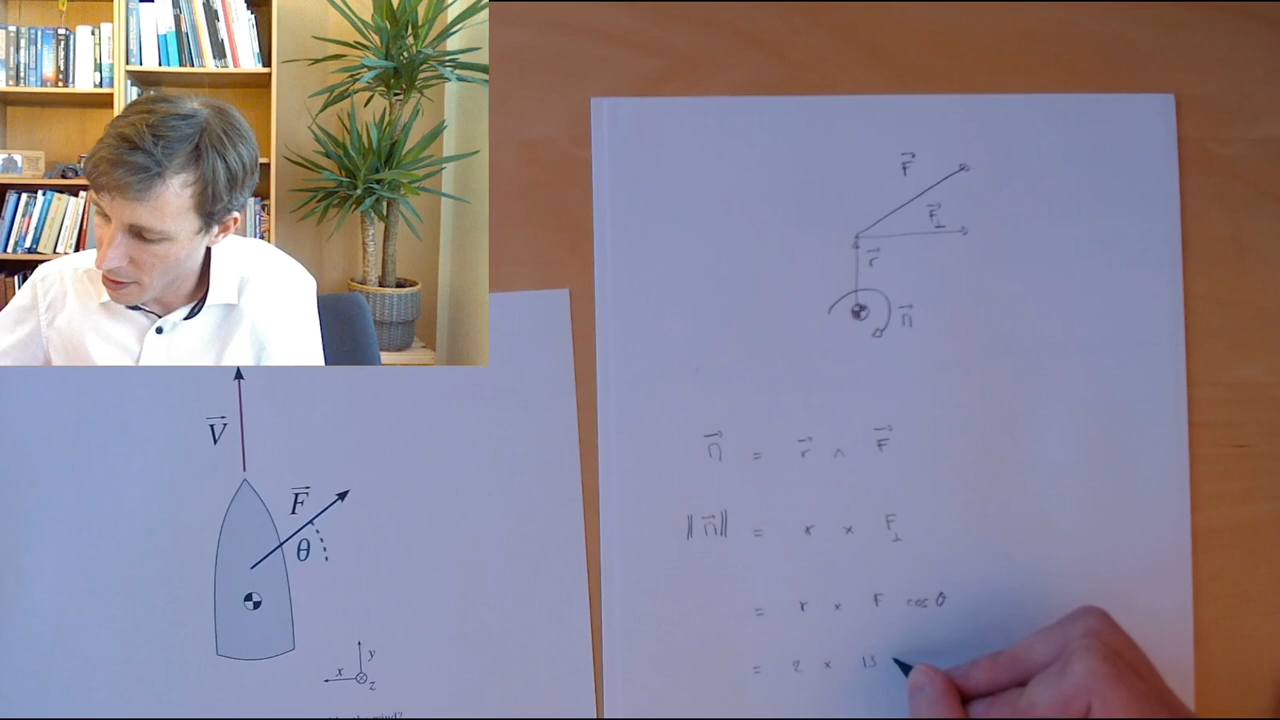 V
F
θ
x y
z
F
F⊥
r
M
M = r ∧ F
||M|| = r × F⊥
= r × F cos θ
= 2 × 13